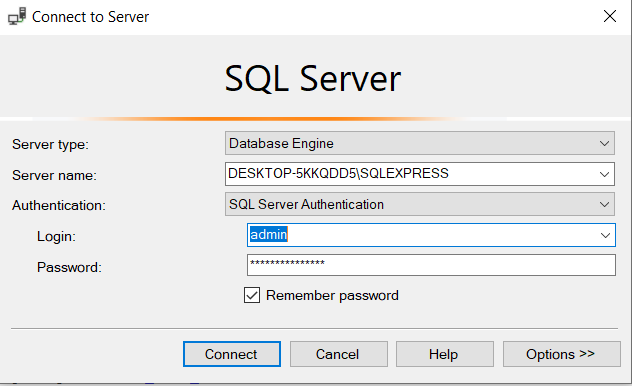 Connect to Server
SQL Server
Server type: Database Engine
Server name: DESKTOP-5KKQDD5\SQLEXPRESS
Authentication: SQL Server Authentication
Login: admin
Password: ***************
Remember password
Connect Cancel Help Options >>